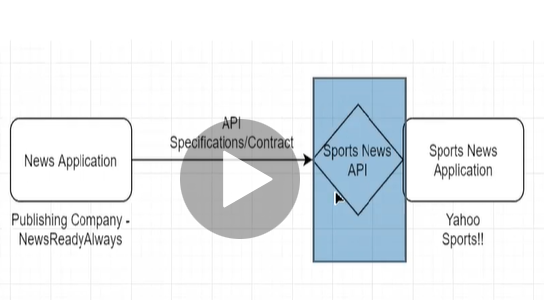 News Application
Publishing Company -
NewsReadyAlways
API
Specifications/Contract
Sports News
API
Sports News
Application
Yahoo
Sports!!